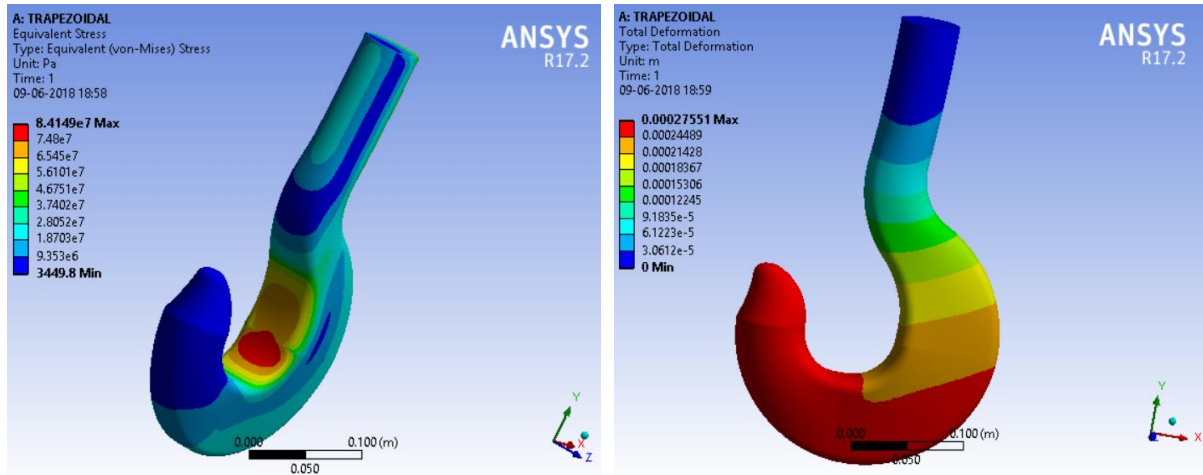 A: TRAPEZOIDAL
Equivalent Stress
Type: Equivalent (von-Mises) Stress
Unit: Pa
Time: 1
09-06-2018 18:58
8.4149e7 Max
7.48e7
6.545e7
5.6101e7
4.6751e7
3.7402e7
2.8052e7
1.8703e7
9.353e6
3449.8 Min
ANSYS
R17.2
0.000
0.100 (m)
0.050
Y
X
Z
A: TRAPEZOIDAL
Total Deformation
Type: Total Deformation
Unit: m
Time: 1
09-06-2018 18:59
0.00027551 Max
0.00024489
0.00021428
0.00018367
0.00015306
0.00012245
9.1835e-5
6.1223e-5
3.0612e-5
0 Min
ANSYS
R17.2
0.000
0.100 (m)
0.050
Y
X
Z